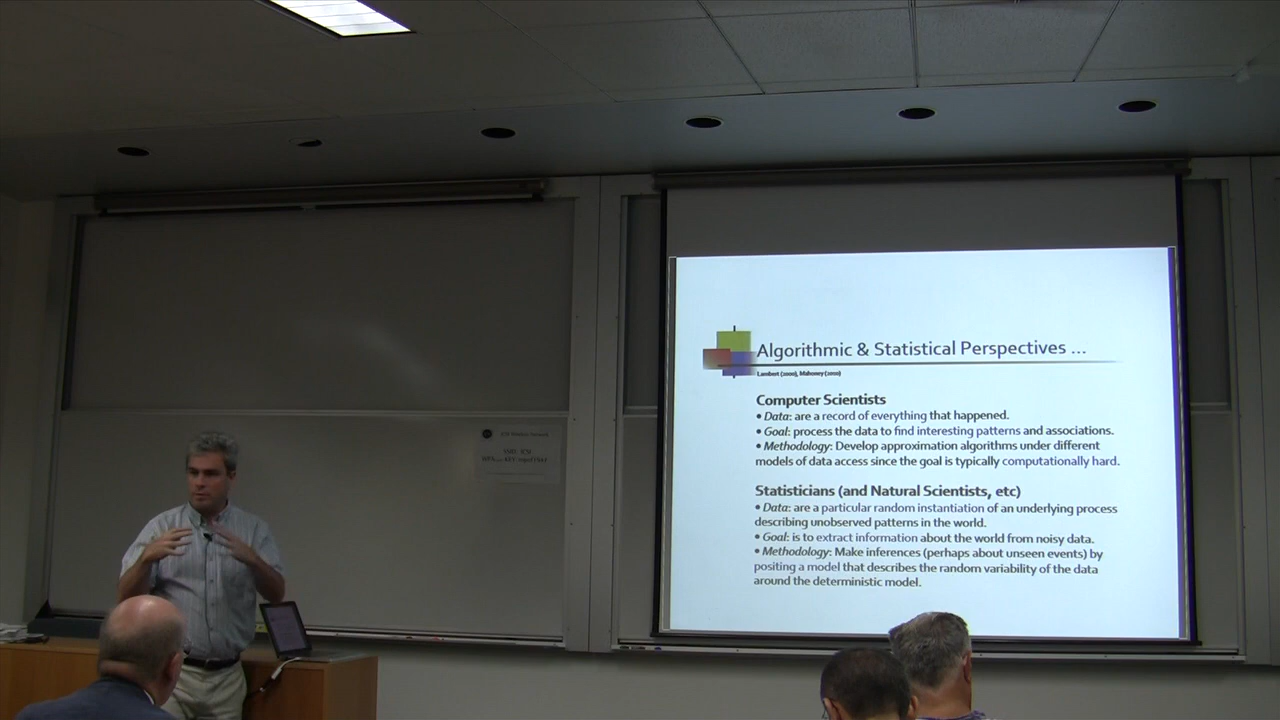 Algorithmic & Statistical Perspectives ...
Lambert (2000), Mahoney (2010)
Computer Scientists
• Data: are a record of everything that happened.
• Goal: process the data to find interesting patterns and associations.
• Methodology: Develop approximation algorithms under different
models of data access since the goal is typically computationally hard.
Statisticians (and Natural Scientists, etc)
• Data: are a particular random instantiation of an underlying process
describing unobserved patterns in the world.
• Goal: is to extract information about the world from noisy data.
• Methodology: Make inferences (perhaps about unseen events) by
positing a model that describes the random variability of the data
around the deterministic model.